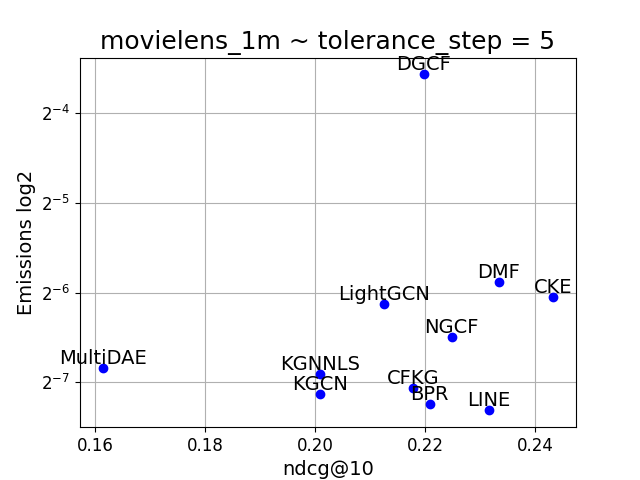 movielens_1m ~ tolerance_step = 5
DGCF
2⁻⁴
2⁻⁵
Emissions log2
DMF
CKE
2⁻⁶
LightGCN
NGCF
MultiDAE
KGNNLS
2⁻⁷
KGCN
CFKG
BPR
LINE
0.16
0.18
0.20
0.22
0.24
ndcg@10